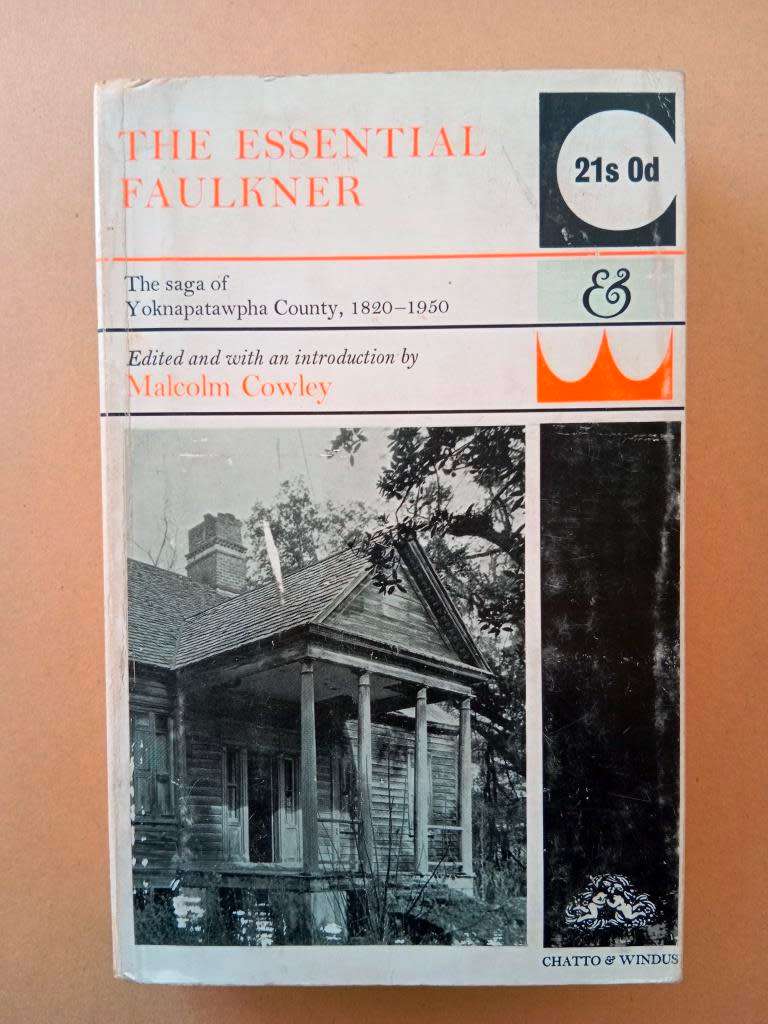 THE ESSENTIAL
FAULKNER
21s 0d
The saga of
Yoknapatawpha County, 1820–1950
&
Edited and with an introduction by
Malcolm Cowley
CHATTO & WINDUS